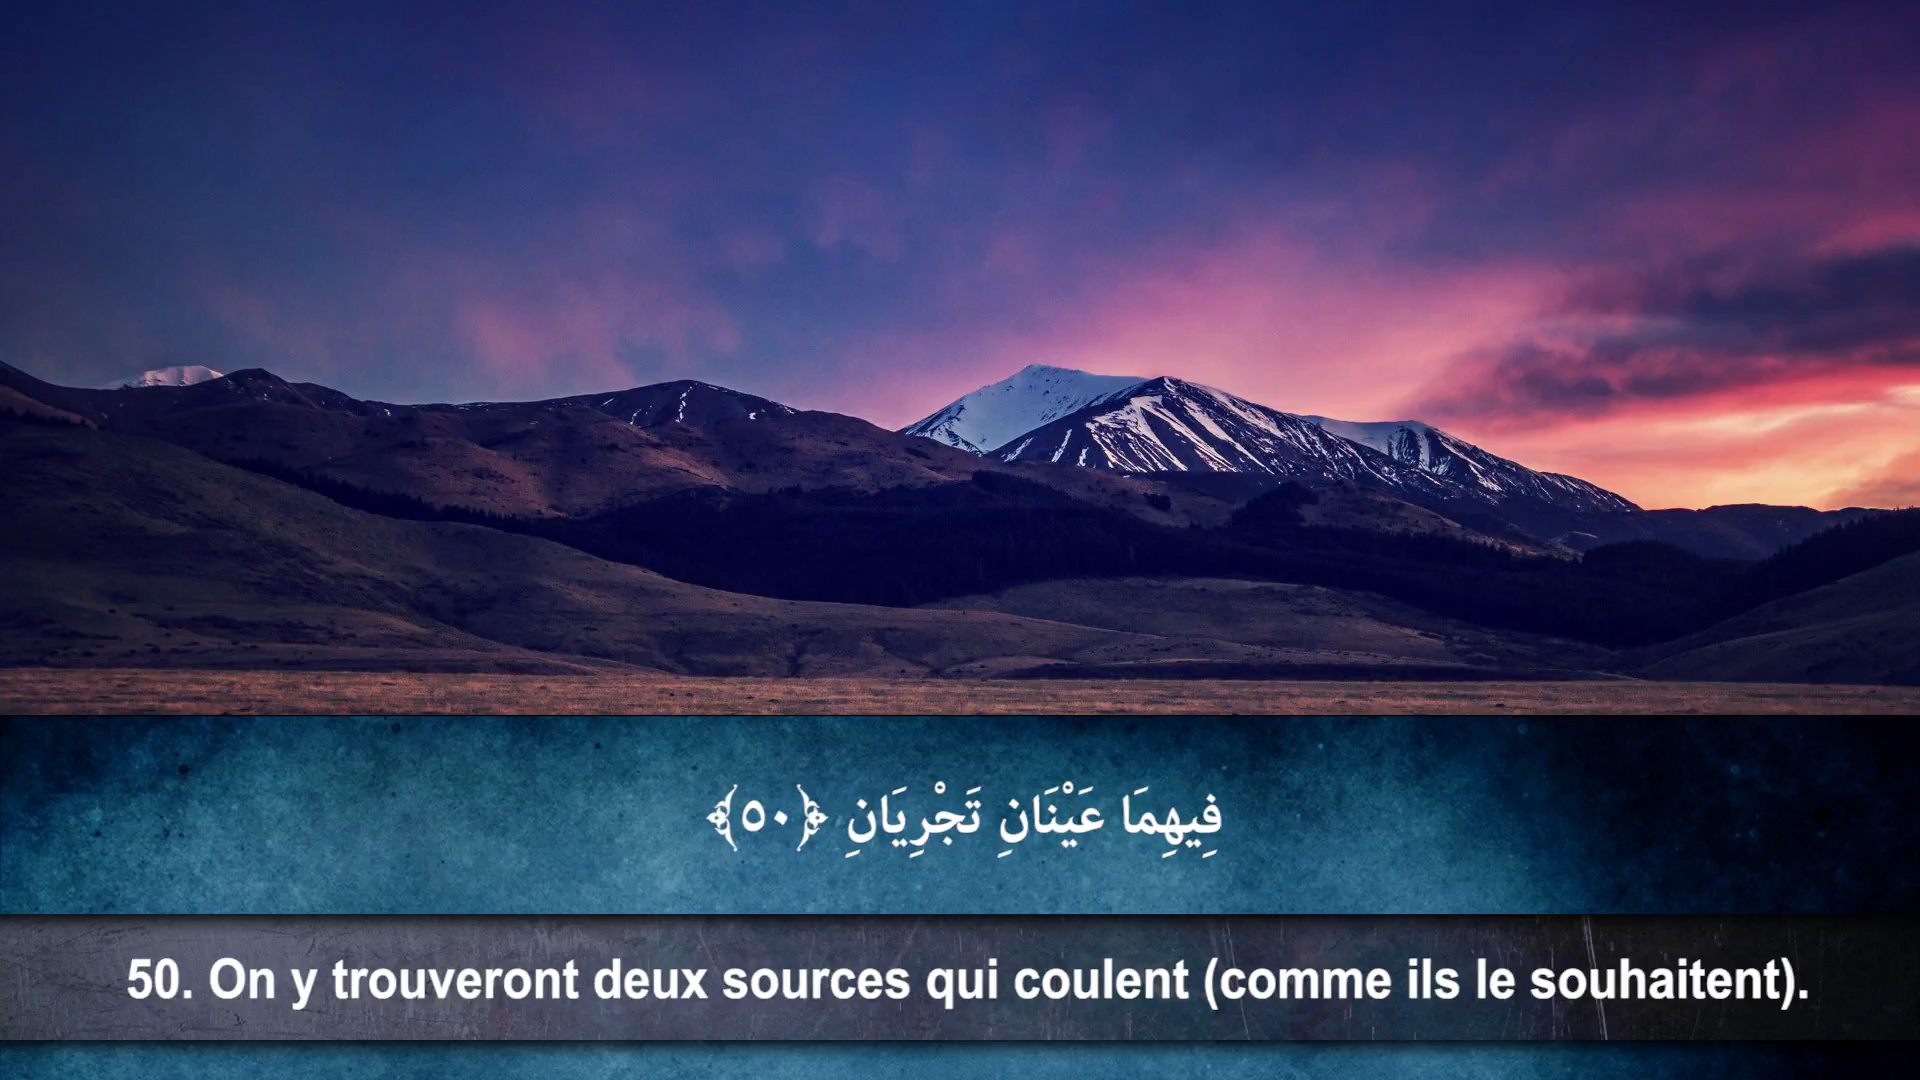 فِيهِمَا عَيْنَانِ تَجْرِيَانِ ﴿٥٠﴾
50. On y trouveront deux sources qui coulent (comme ils le souhaitent).